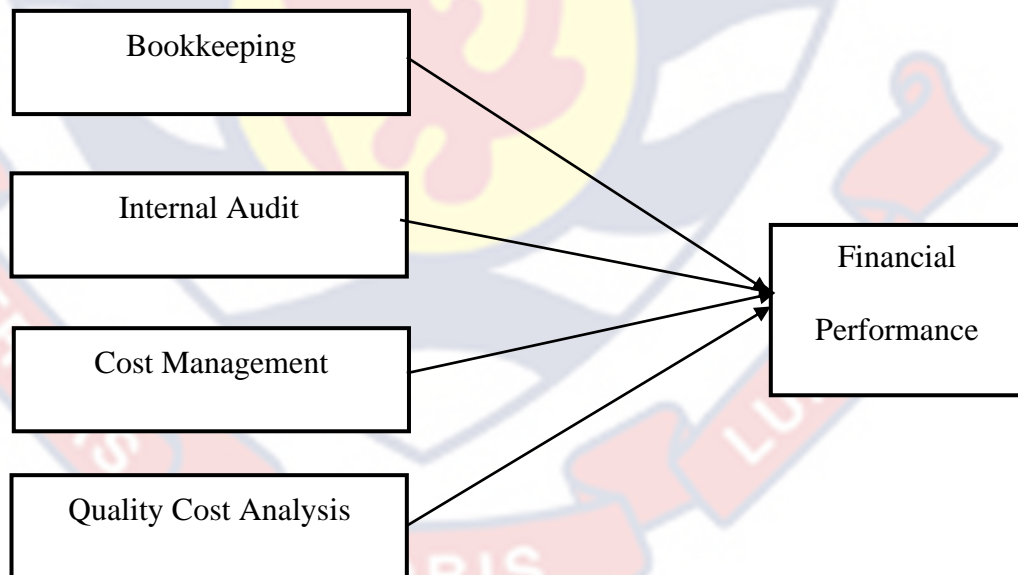 Bookkeeping
Internal Audit
Cost Management
Quality Cost Analysis
Financial
Performance